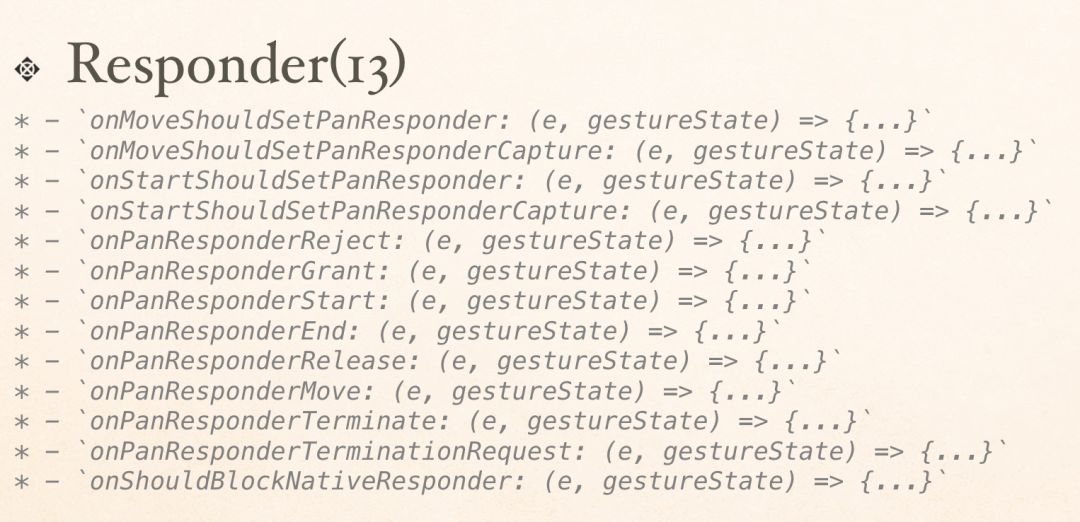 Responder(13)
* - `onMoveShouldSetPanResponder: (e, gestureState) => {...}`
* - `onMoveShouldSetPanResponderCapture: (e, gestureState) => {...}`
* - `onStartShouldSetPanResponder: (e, gestureState) => {...}`
* - `onStartShouldSetPanResponderCapture: (e, gestureState) => {...}`
* - `onPanResponderReject: (e, gestureState) => {...}`
* - `onPanResponderGrant: (e, gestureState) => {...}`
* - `onPanResponderStart: (e, gestureState) => {...}`
* - `onPanResponderEnd: (e, gestureState) => {...}`
* - `onPanResponderRelease: (e, gestureState) => {...}`
* - `onPanResponderMove: (e, gestureState) => {...}`
* - `onPanResponderTerminate: (e, gestureState) => {...}`
* - `onPanResponderTerminationRequest: (e, gestureState) => {...}`
* - `onShouldBlockNativeResponder: (e, gestureState) => {...}`